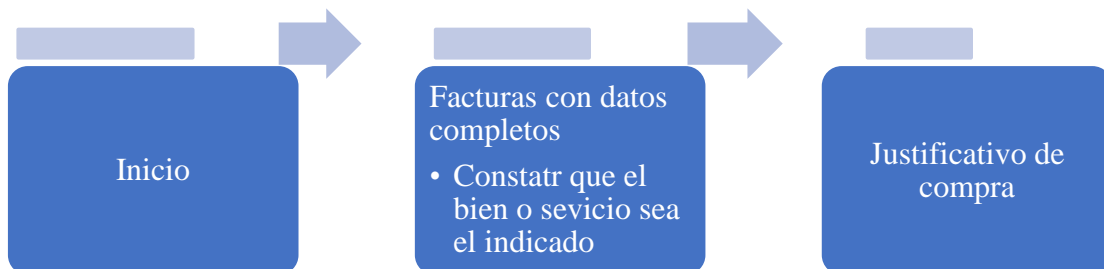 Inicio
Facturas con datos
completos
• Constatr que el
bien o sevicio sea
el indicado
Justificativo de
compra